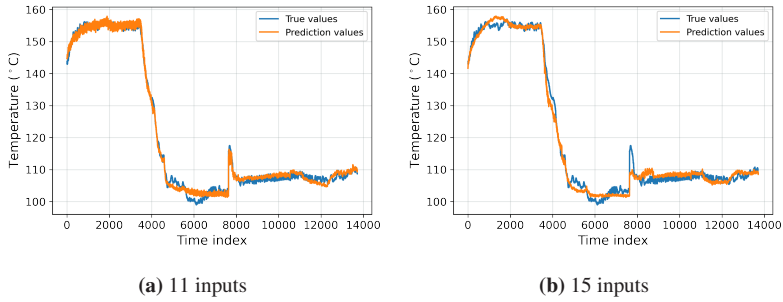 160
150
140
130
120
110
100
Temperature (°C)
0 2000 4000 6000 8000 10000 12000 14000
Time index
True values
Prediction values
(a) 11 inputs
160
150
140
130
120
110
100
Temperature (°C)
0 2000 4000 6000 8000 10000 12000 14000
Time index
True values
Prediction values
(b) 15 inputs